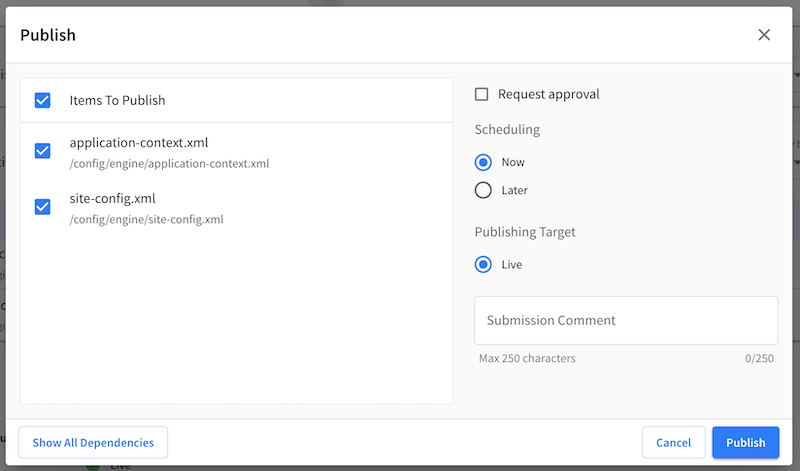 Publish
Items To Publish
application-context.xml
/config/engine/application-context.xml
site-config.xml
/config/engine/site-config.xml
Request approval
Scheduling
Now
Later
Publishing Target
Live
Submission Comment
Max 250 characters
0/250
Show All Dependencies
Cancel
Publish
Live